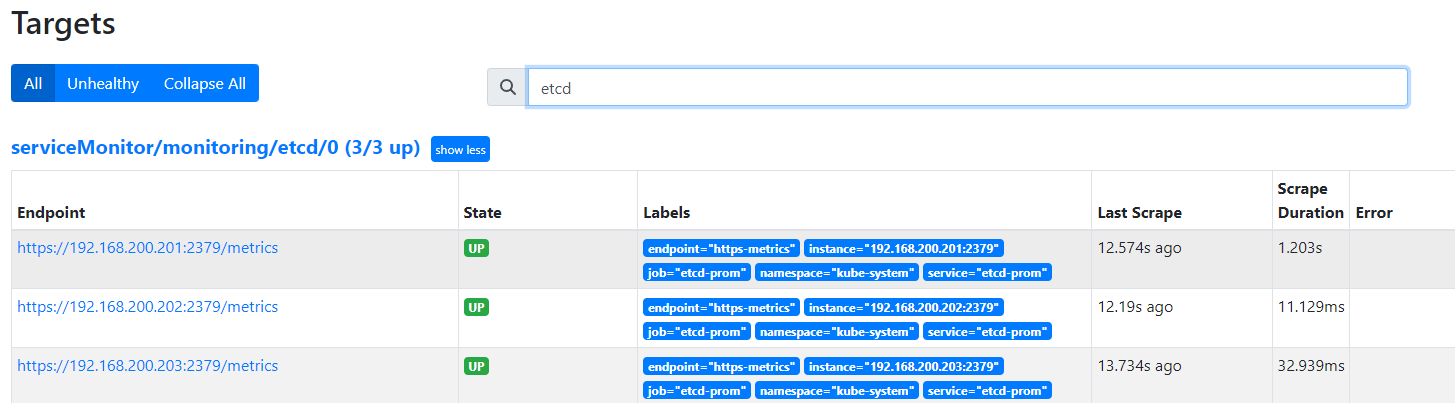 Targets
All Unhealthy Collapse All
etcd
serviceMonitor/monitoring/etcd/0 (3/3 up) show less
Endpoint State Labels Last Scrape Scrape Duration Error
https://192.168.200.201:2379/metrics UP endpoint="https-metrics" instance="192.168.200.201:2379" 12.574s ago 1.203s
job="etcd-prom" namespace="kube-system" service="etcd-prom"
https://192.168.200.202:2379/metrics UP endpoint="https-metrics" instance="192.168.200.202:2379" 12.19s ago 11.129ms
job="etcd-prom" namespace="kube-system" service="etcd-prom"
https://192.168.200.203:2379/metrics UP endpoint="https-metrics" instance="192.168.200.203:2379" 13.734s ago 32.939ms
job="etcd-prom" namespace="kube-system" service="etcd-prom"